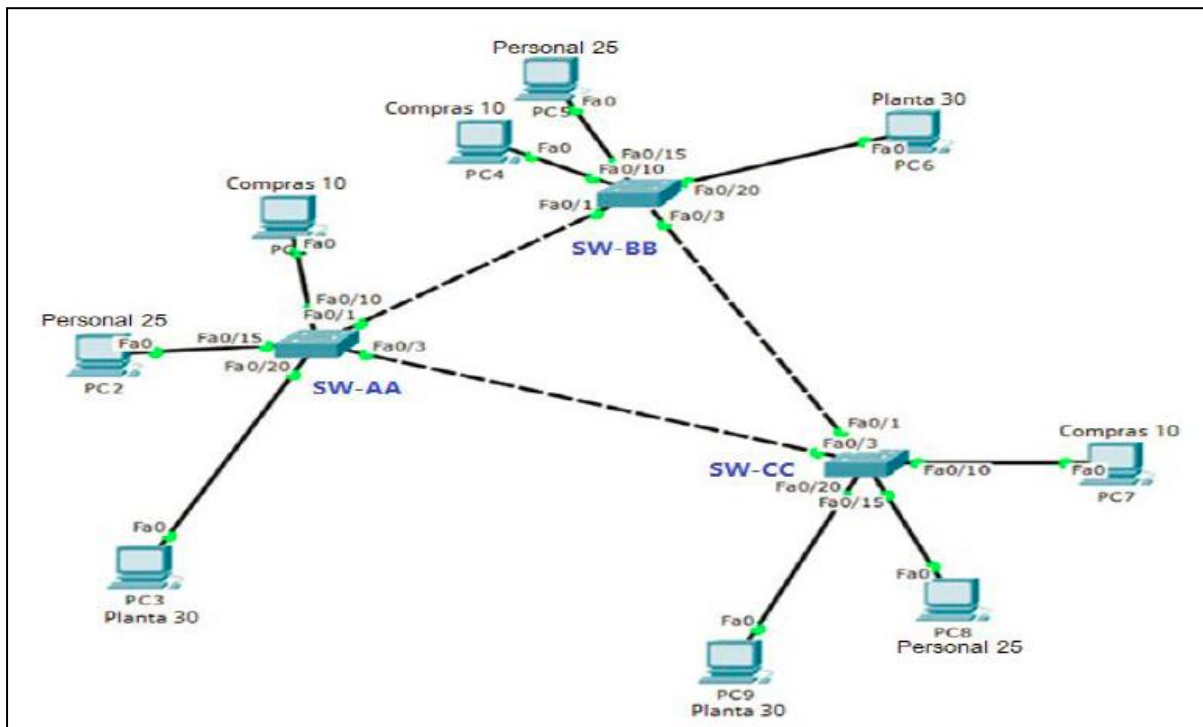 Personal 25
Fa0
PC5
Compras 10
Fa0
PC4
Fa0/15
Fa0/10
Fa0/1
Planta 30
Fa0
PC6
Fa0/20
Fa0/3
SW-BB
Compras 10
Fa0
Fa0/10
Fa0/1
Personal 25
Fa0
PC2
Fa0/15
Fa0/20
Fa0/3
SW-AA
Fa0
PC3
Planta 30
Fa0/1
Fa0/3
SW-CC
Fa0/20
Fa0/15
Fa0/10
Compras 10
Fa0
PC7
Fa0
PC8
Personal 25
Fa0
PC9
Planta 30